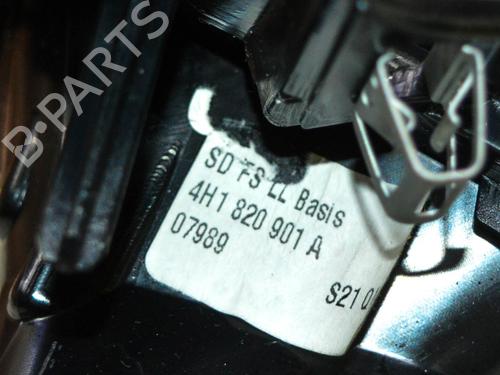 B-PARTS
SD FS LL Basis
4H1 820 901 A
07989
S21 0